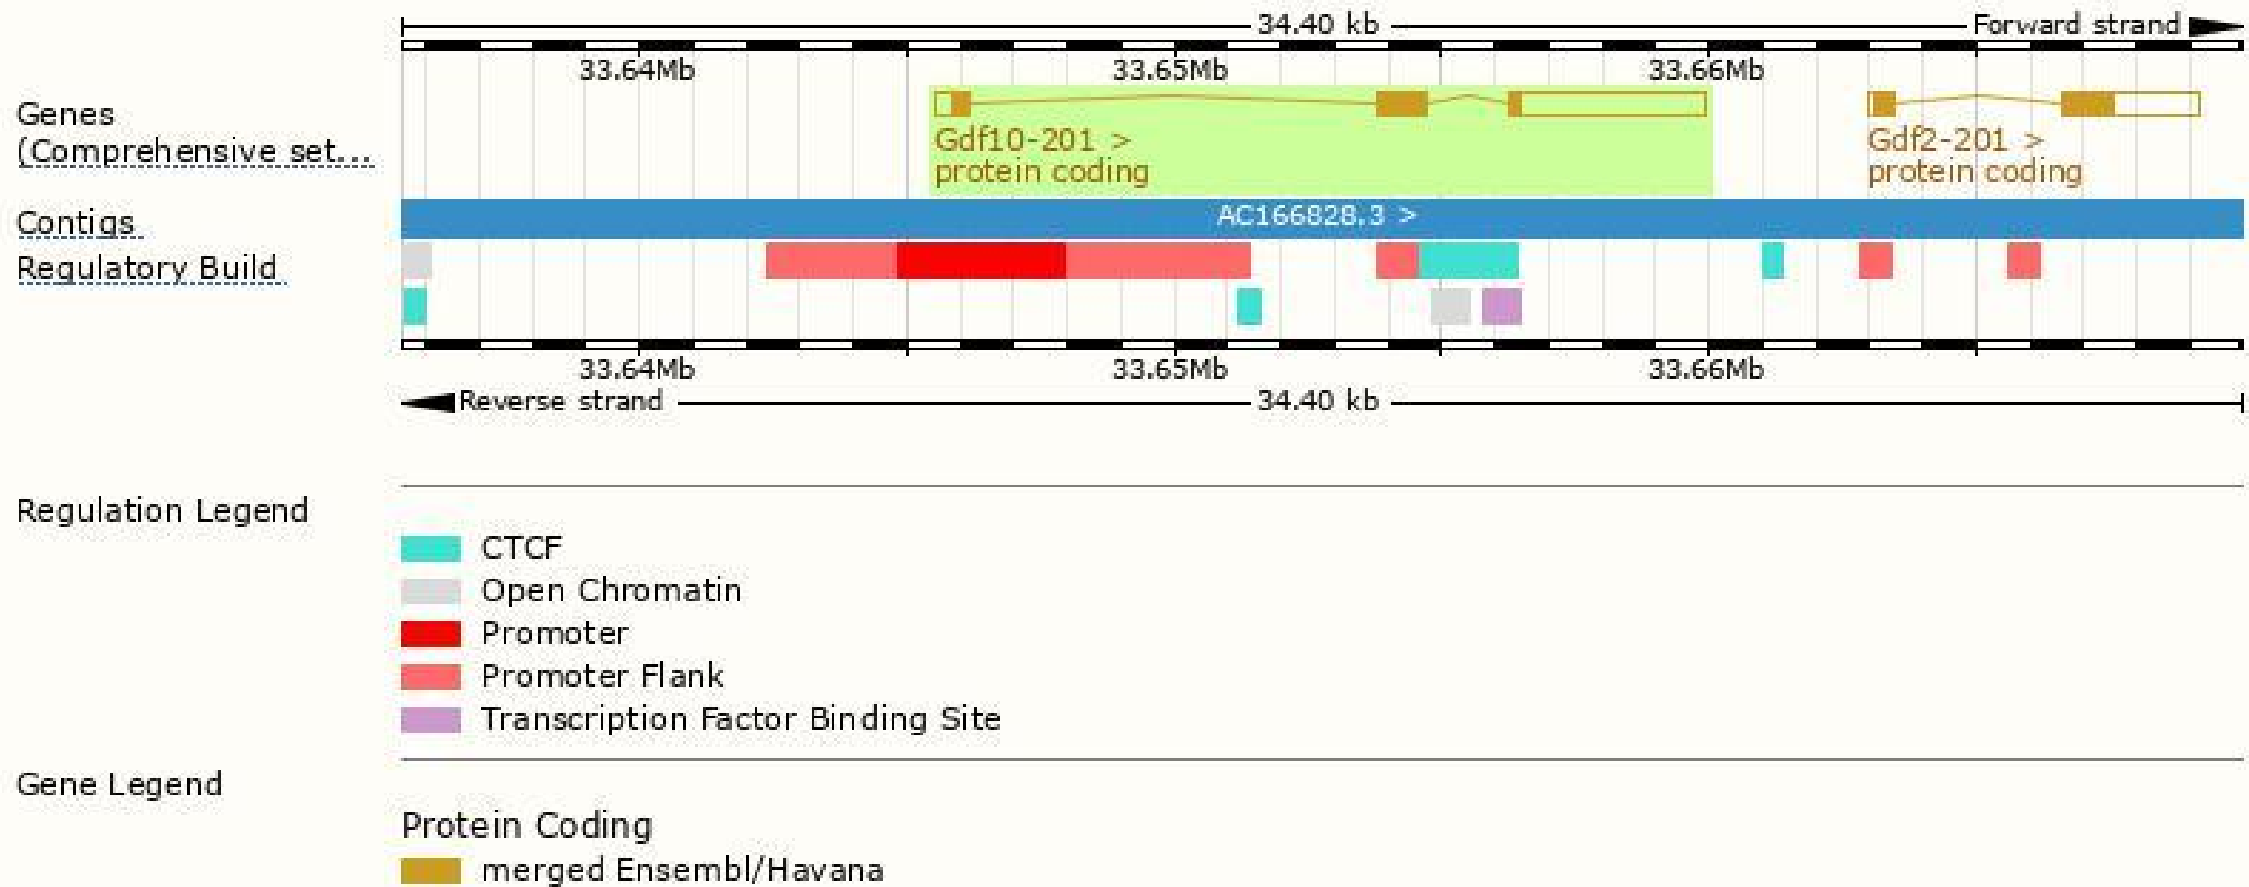 34.40 kb
Forward strand
33.64Mb 33.65Mb 33.66Mb
Genes
(Comprehensive set...
Gdf10-201 >
protein coding
Gdf2-201 >
protein coding
Contigs
AC166828.3 >
Regulatory Build
33.64Mb 33.65Mb 33.66Mb
Reverse strand
34.40 kb
Regulation Legend
CTCF
Open Chromatin
Promoter
Promoter Flank
Transcription Factor Binding Site
Gene Legend
Protein Coding
merged Ensembl/Havana